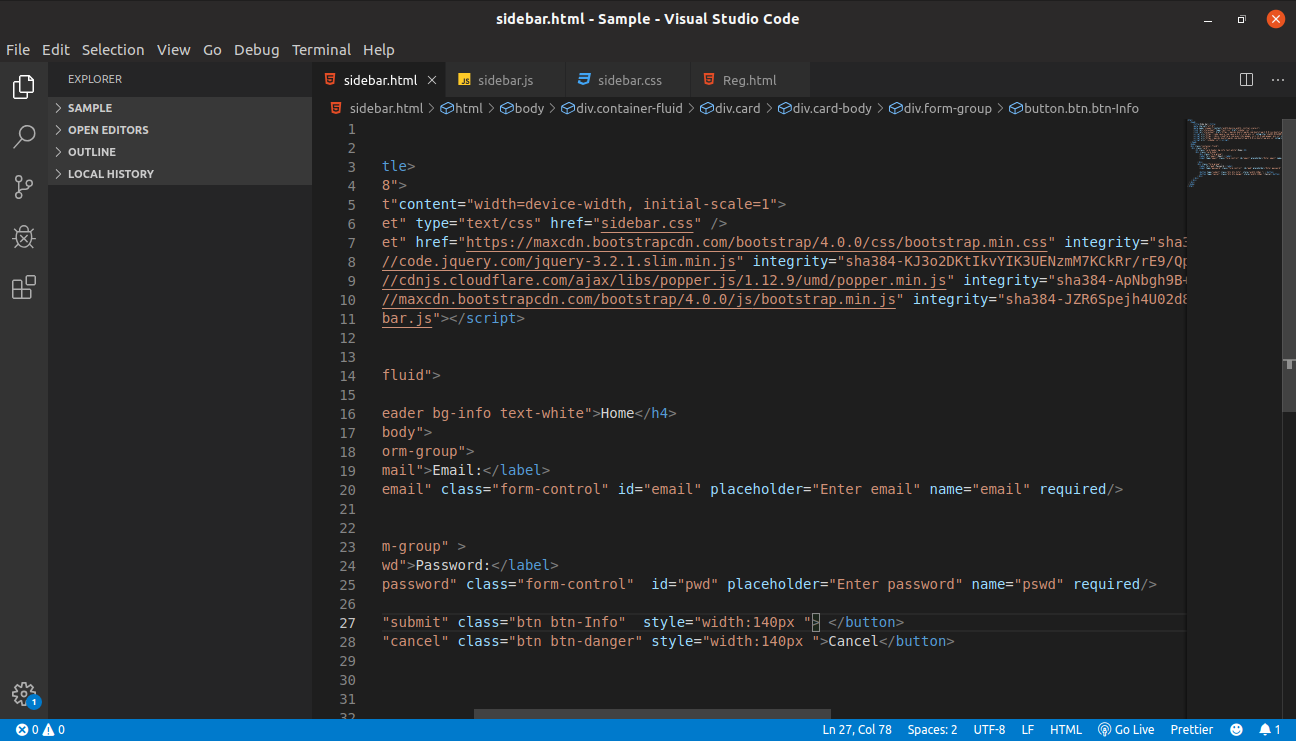 sidebar.html - Sample - Visual Studio Code
File Edit Selection View Go Debug Terminal Help
EXPLORER
SAMPLE
OPEN EDITORS
OUTLINE
LOCAL HISTORY
sidebar.html
JS sidebar.js
sidebar.css
Reg.html
sidebar.html > html > body > div.container-fluid > div.card > div.card-body > div.form-group > button.btn.btn-Info
1
2
3 tle>
4 8">
5 t"content="width=device-width, initial-scale=1">
6 et" type="text/css" href="sidebar.css" />
7 et" href="https://maxcdn.bootstrapcdn.com/bootstrap/4.0.0/css/bootstrap.min.css" integrity="sha3
8 //code.jquery.com/jquery-3.2.1.slim.min.js" integrity="sha384-KJ3o2DKtIkvYIK3UENzmM7KCkRr/rE9/Qp
9 //cdnjs.cloudflare.com/ajax/libs/popper.js/1.12.9/umd/popper.min.js" integrity="sha384-ApNbgh9B+
10 //maxcdn.bootstrapcdn.com/bootstrap/4.0.0/js/bootstrap.min.js" integrity="sha384-JZR6Spejh4U02d8
11 bar.js"></script>
12
13
14 fluid">
15
16 eader bg-info text-white">Home</h4>
17 body">
18 orm-group">
19 mail">Email:</label>
20 email" class="form-control" id="email" placeholder="Enter email" name="email" required/>
21
22
23 m-group" >
24 wd">Password:</label>
25 password" class="form-control"  id="pwd" placeholder="Enter password" name="pswd" required/>
26
27 "submit" class="btn btn-Info"  style="width:140px "> </button>
28 "cancel" class="btn btn-danger" style="width:140px ">Cancel</button>
29
30
31
32
1
0 0 Ln 27, Col 78 Spaces: 2 UTF-8 LF HTML Go Live Prettier 1